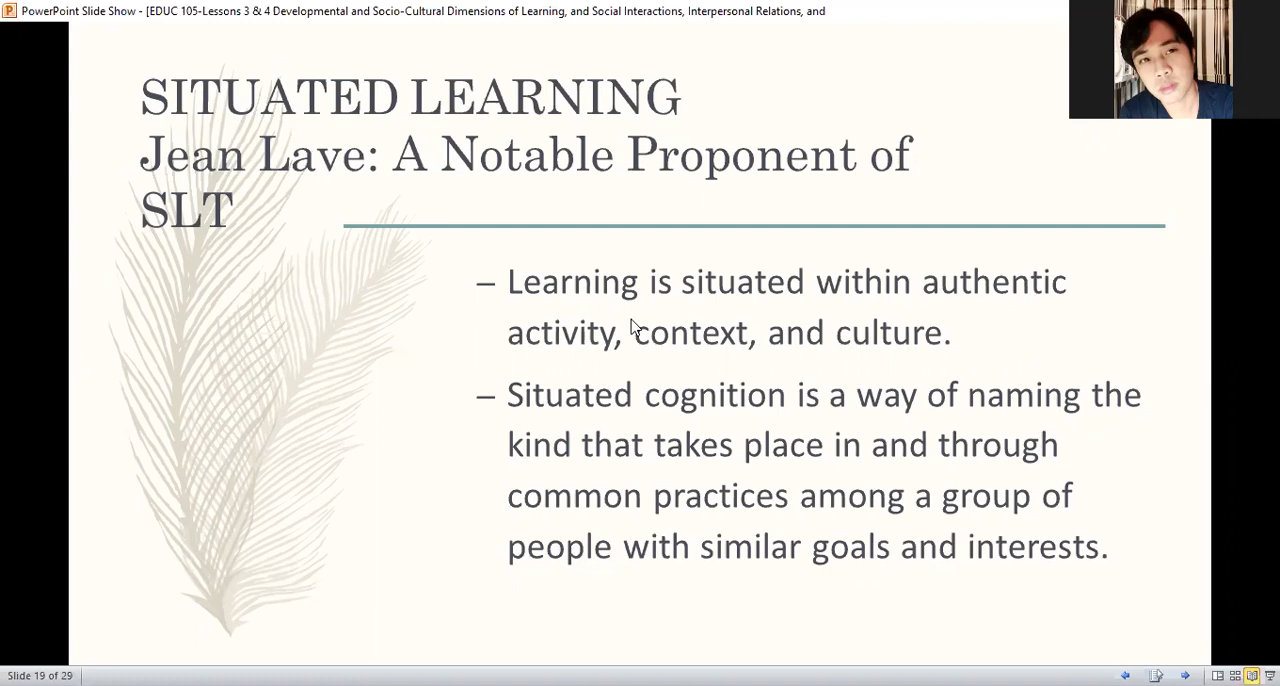 PowerPoint Slide Show - [EDUC 105-Lessons 3 & 4 Developmental and Socio-Cultural Dimensions of Learning, and Social Interactions, Interpersonal Relations, and
SITUATED LEARNING
Jean Lave: A Notable Proponent of
SLT
– Learning is situated within authentic
activity, context, and culture.
– Situated cognition is a way of naming the
kind that takes place in and through
common practices among a group of
people with similar goals and interests.
Slide 19 of 29